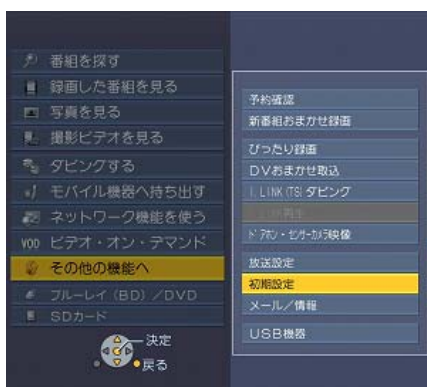 番組を探す
録画した番組を見る
写真を見る
撮影ビデオを見る
ダビングする
モバイル機器へ持ち出す
ネットワーク機能を使う
VOD ビデオ・オン・デマンド
その他の機能へ
ブルーレイ(BD)/DVD
SDカード
決定
戻る
予約確認
新番組おまかせ録画
ぴったり録画
DVおまかせ取込
i.LINK(TS)ダビング
ドアホン・センサーカメラ映像
放送設定
初期設定
メール/情報
USB機器